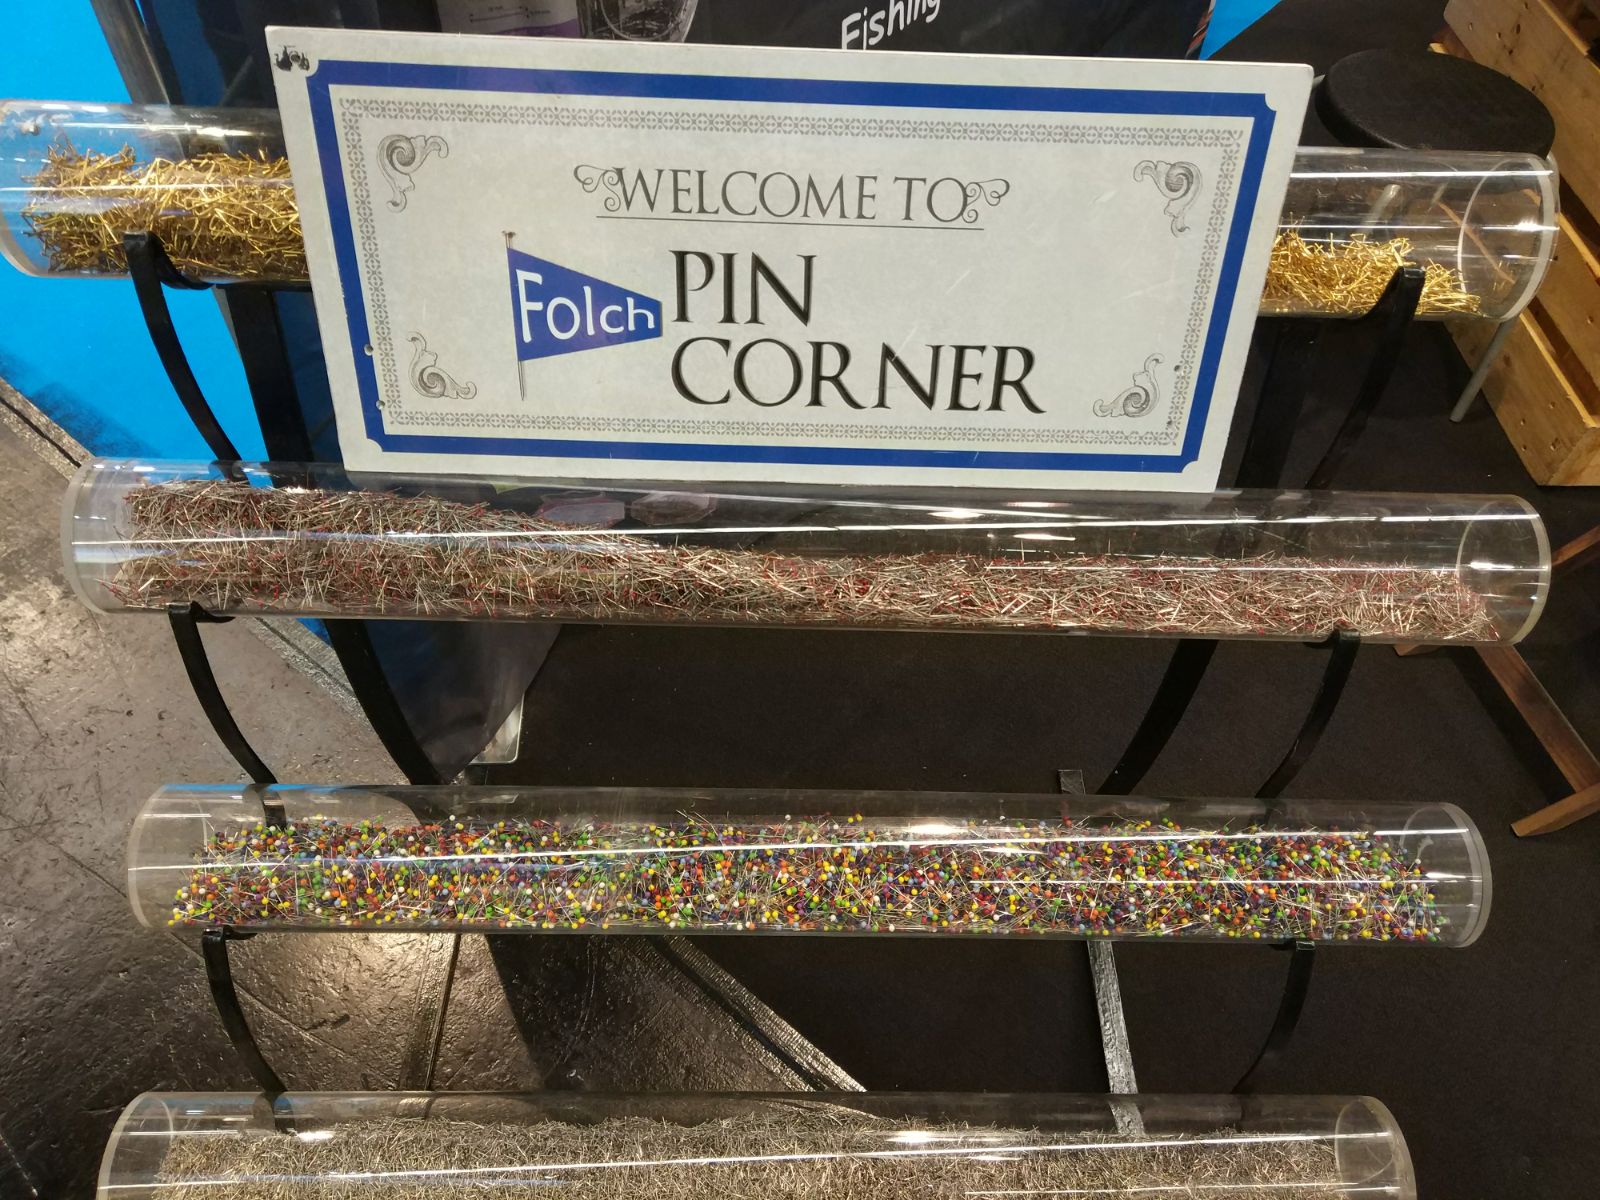 Fishing
WELCOME TO
Folch PIN
CORNER